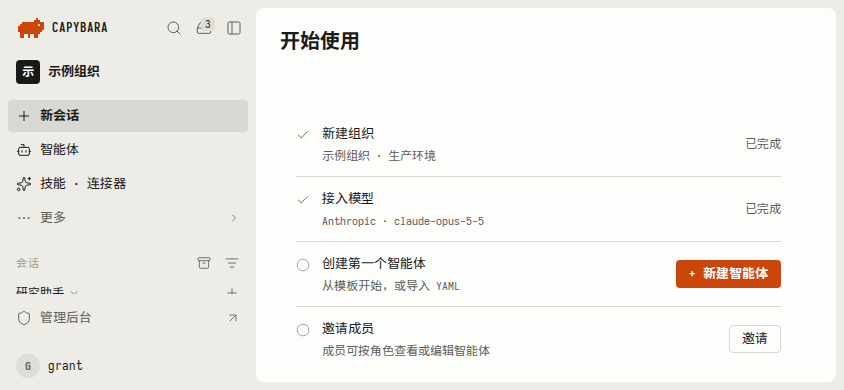 CAPYBARA
3
示 示例组织
新会话
智能体
技能 · 连接器
更多
会话
研究助手
管理后台
G grant
开始使用
新建组织
示例组织 · 生产环境
已完成
接入模型
Anthropic · claude-opus-5-5
已完成
创建第一个智能体
从模板开始，或导入 YAML
+ 新建智能体
邀请成员
成员可按角色查看或编辑智能体
邀请